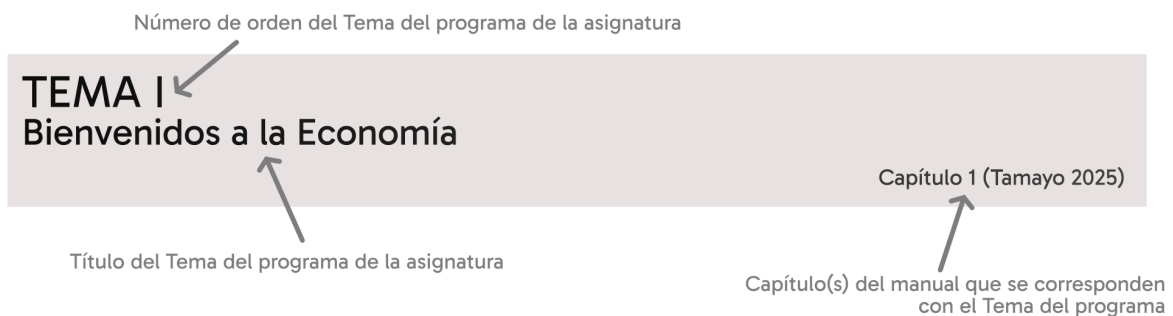 Número de orden del Tema del programa de la asignatura
TEMA I
Bienvenidos a la Economía
Capítulo 1 (Tamayo 2025)
Título del Tema del programa de la asignatura
Capítulo(s) del manual que se corresponden
con el Tema del programa